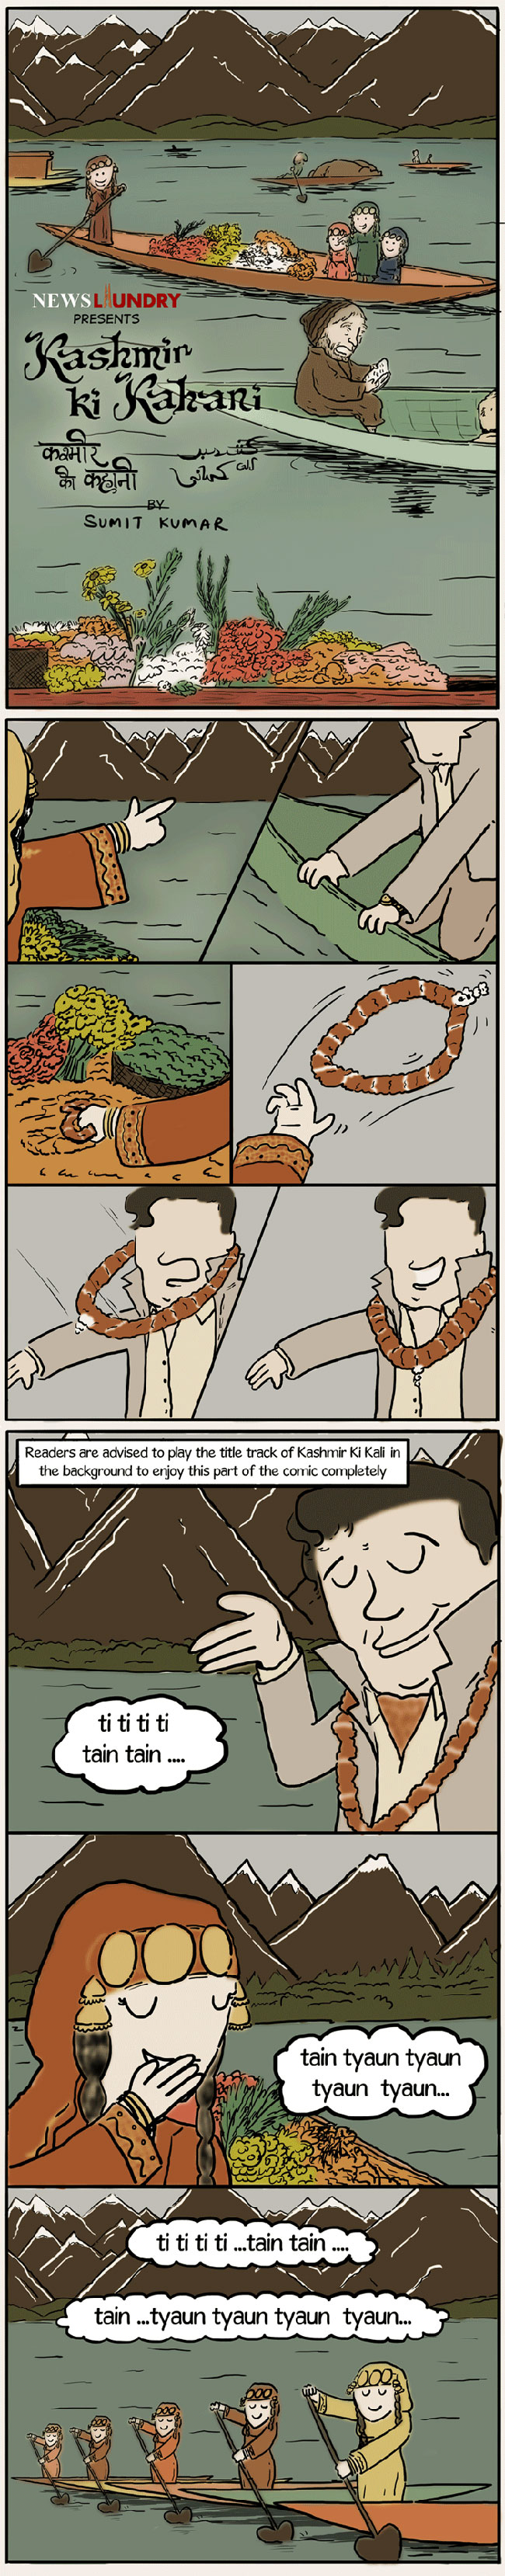 NEWSLAUNDRY
PRESENTS
Kashmir
ki Kahani
कश्मीर
की कहानी
کشمیر کی
کہانی
BY
SUMIT KUMAR
Readers are advised to play the title track of Kashmir Ki Kali in
the background to enjoy this part of the comic completely
ti ti ti ti
tain tain ....
tain tyaun tyaun
tyaun tyaun...
ti ti ti ti ...tain tain ....
tain ...tyaun tyaun tyaun tyaun...